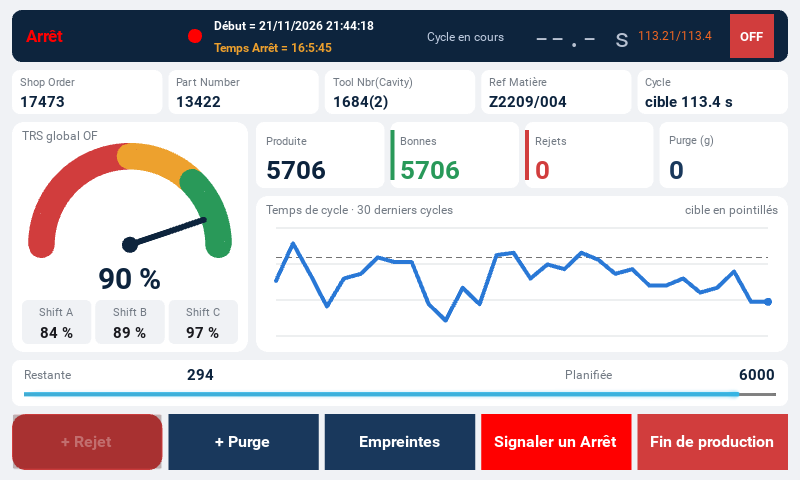 Arrêt
Début = 21/11/2026 21:44:18
Temps Arrêt = 16:5:45
Cycle en cours
--.- s
113.21/113.4
OFF
Shop Order
17473
Part Number
13422
Tool Nbr(Cavity)
1684(2)
Ref Matière
Z2209/004
Cycle
cible 113.4 s
TRS global OF
90 %
Shift A
84 %
Shift B
89 %
Shift C
97 %
Produite
5706
Bonnes
5706
Rejets
0
Purge (g)
0
Temps de cycle · 30 derniers cycles
cible en pointillés
Restante
294
Planifiée
6000
+ Rejet
+ Purge
Empreintes
Signaler un Arrêt
Fin de production